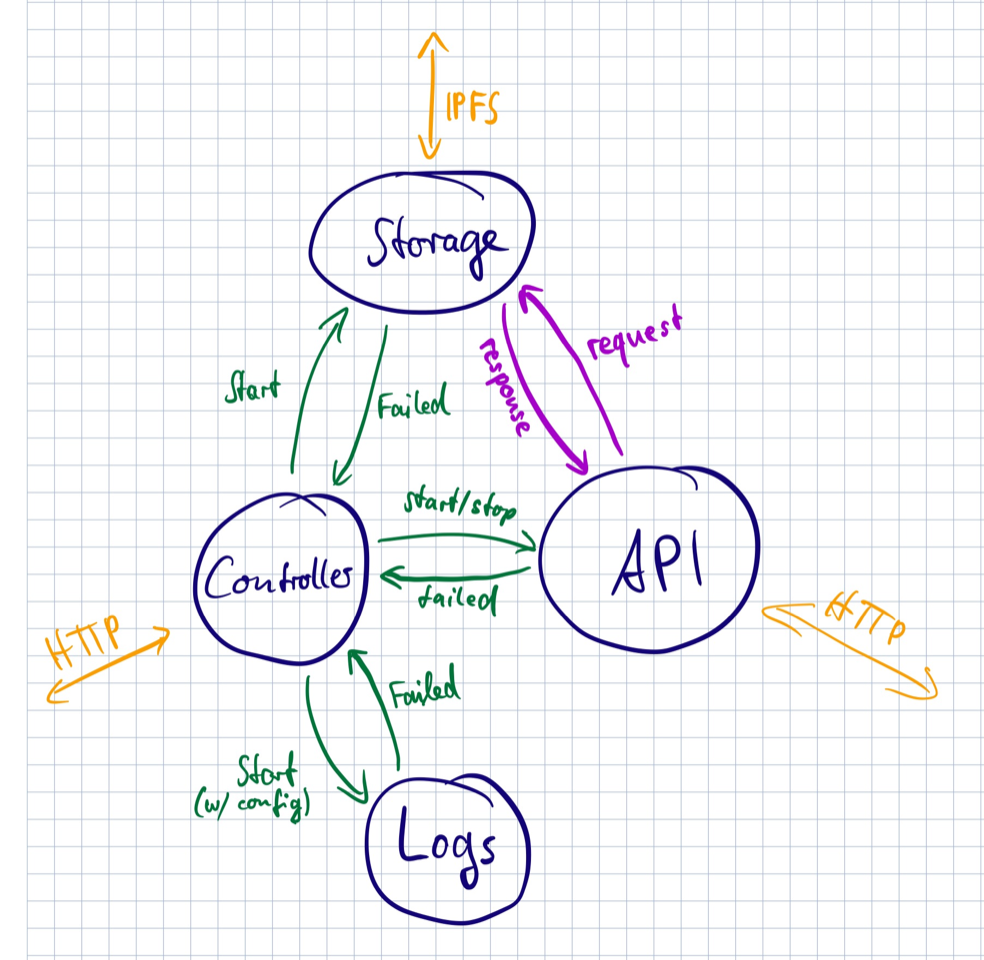 IPFS
Storage
request
response
Start
Failed
start/stop
Controller
API
failed
HTTP
HTTP
Failed
Start
(w/ config)
Logs